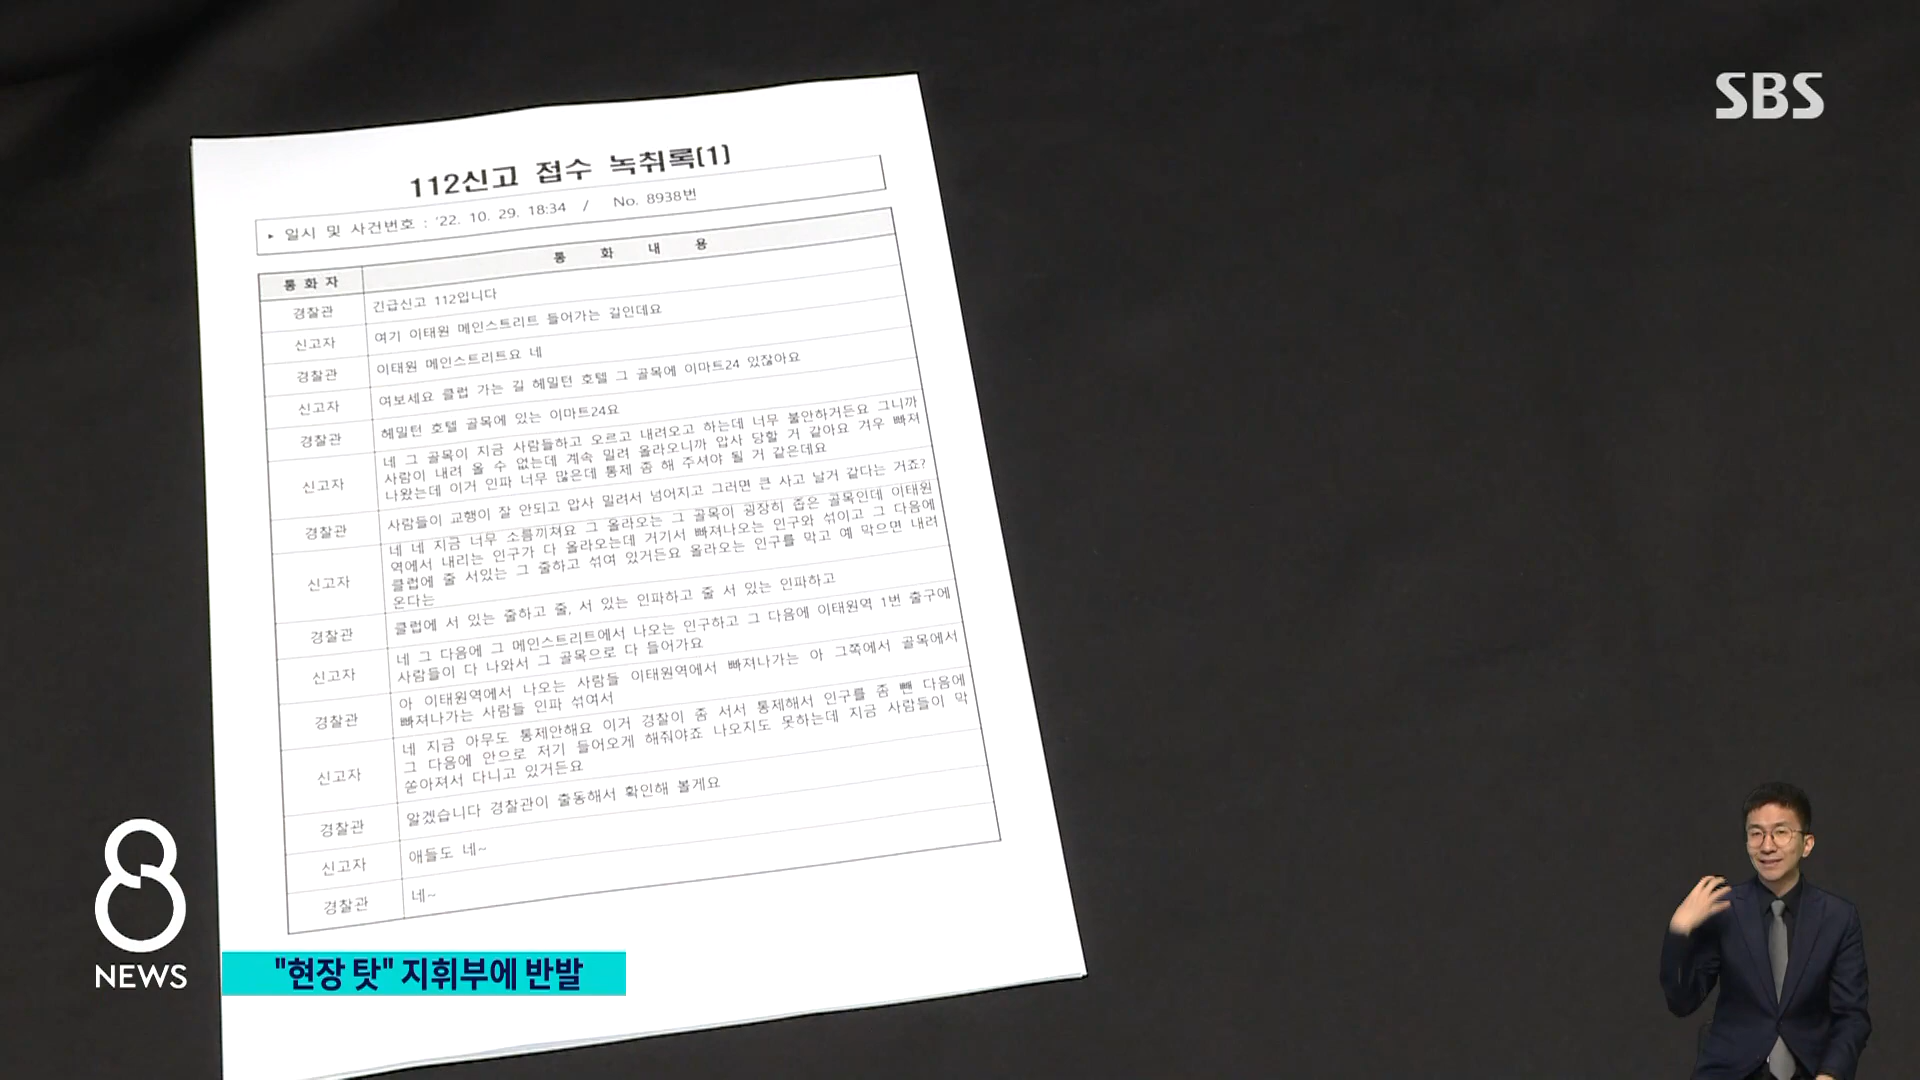 SBS
112신고 접수 녹취록(1)
▸ 일시 및 사건번호 : '22. 10. 29. 18:34 / No. 8938번
통 화 자 통 화 내 용
경찰관 긴급신고 112입니다
신고자 여기 이태원 메인스트리트 들어가는 길인데요
경찰관 이태원 메인스트리트요 네
신고자 여보세요 클럽 가는 길 헤밀턴 호텔 그 골목에 이마트24 있잖아요
경찰관 헤밀턴 호텔 골목에 있는 이마트24요
신고자 네 그 골목이 지금 사람들하고 오르고 내려오고 하는데 너무 불안하거든요 그니까
사람이 내려 올 수 없는데 계속 밀려 올라오니까 압사 당할 거 같아요 겨우 빠져
나왔는데 이거 인파 너무 많은데 통제 좀 해 주셔야 될 거 같은데요
경찰관 사람들이 교행이 잘 안되고 압사 밀려서 넘어지고 그러면 큰 사고 날거 같다는 거죠?
신고자 네 네 지금 너무 소름끼쳐요 그 올라오는 그 골목이 굉장히 좁은 골목인데 이태원
역에서 내리는 인구가 다 올라오는데 거기서 빠져나오는 인구와 섞이고 그 다음에
클럽에 줄 서있는 그 줄하고 섞여 있거든요 올라오는 인구를 막고 예 막으면 내려
온다는
경찰관 클럽에 서 있는 줄하고 줄, 서 있는 인파하고 줄 서 있는 인파하고
신고자 네 그 다음에 그 메인스트리트에서 나오는 인구하고 그 다음에 이태원역 1번 출구에
사람들이 다 나와서 그 골목으로 다 들어가요
경찰관 아 이태원역에서 나오는 사람들 이태원역에서 빠져나가는 아 그쪽에서 골목에서
빠져나가는 사람들 인파 섞여서
신고자 네 지금 아무도 통제안해요 이거 경찰이 좀 서서 통제해서 인구를 좀 뺀 다음에
그 다음에 안으로 저기 들어오게 해줘야죠 나오지도 못하는데 지금 사람들이 막
쏟아져서 다니고 있거든요
경찰관 알겠습니다 경찰관이 출동해서 확인해 볼게요
신고자 얘들도 네~
경찰관 네~
8
NEWS
"현장 탓" 지휘부에 반발